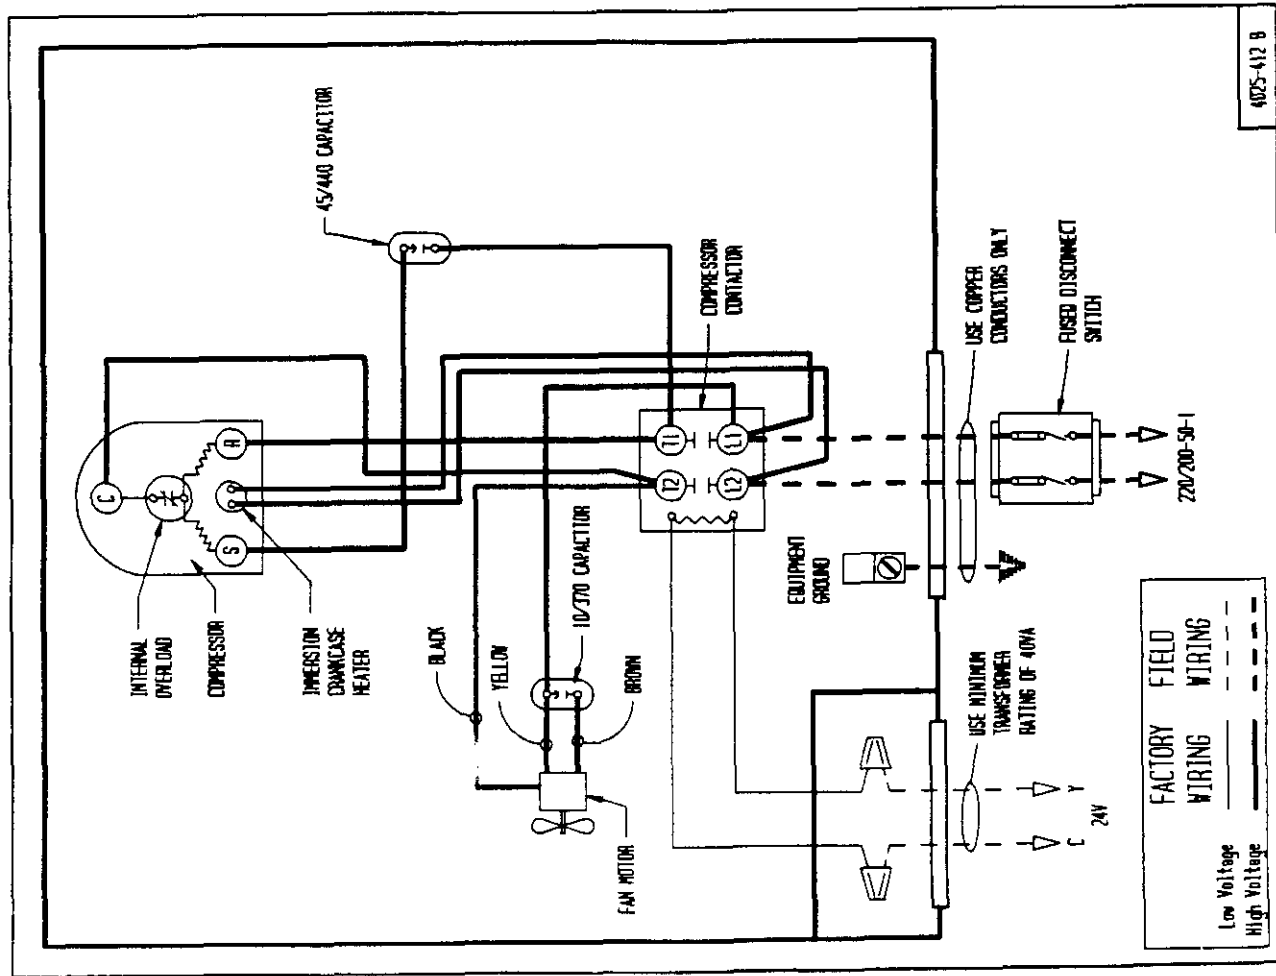 4025-412 B
45/440 CAPACITOR
COMPRESSOR
CONTACTOR
USE COPPER
CONDUCTORS ONLY
FUSED DISCONNECT
SWITCH
C
R
S
T1
T2
L1
L2
220/200-50-1
INTERNAL
OVERLOAD
COMPRESSOR
IMMERSION
CRANKCASE
HEATER
BLACK
YELLOW
10/370 CAPACITOR
BROWN
EQUIPMENT
GROUND
FAN MOTOR
USE MINIMUM
TRANSFORMER
RATING OF 40VA
C
Y
24V
FACTORY
WIRING
FIELD
WIRING
Low Voltage
High Voltage